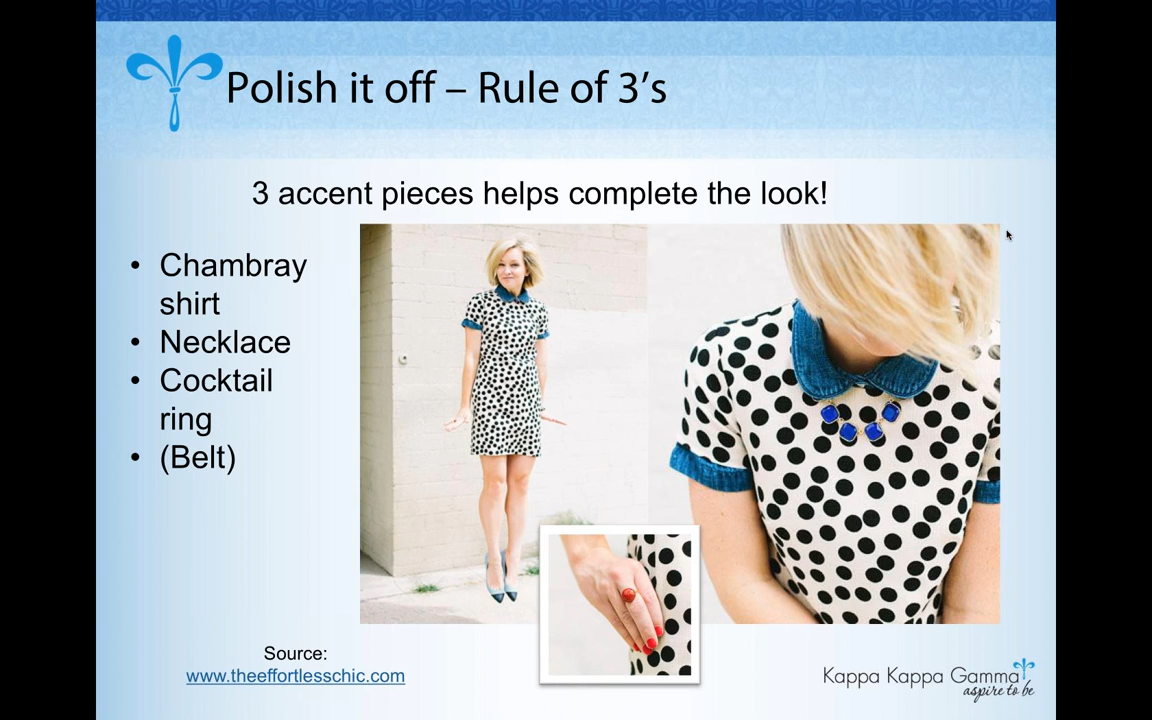 Polish it off – Rule of 3's
3 accent pieces helps complete the look!
• Chambray
shirt
• Necklace
• Cocktail
ring
• (Belt)
Source:
www.theeffortlesschic.com
Kappa Kappa Gamma
aspire to be